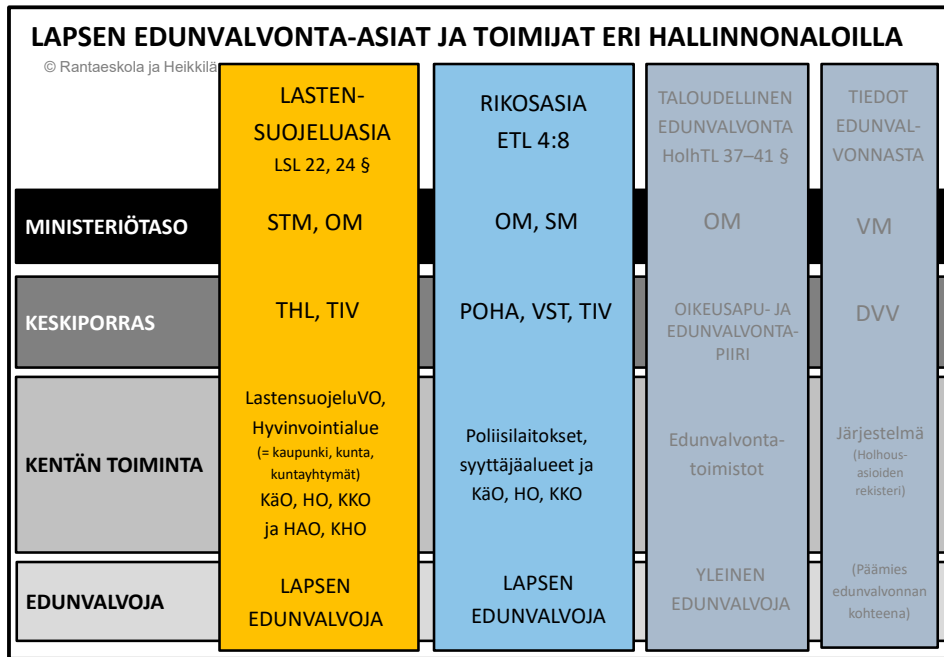 LAPSEN EDUNVALVONTA-ASIAT JA TOIMIJAT ERI HALLINNONALOILLA
© Rantaeskola ja Heikkilä
LASTEN-
SUOJELUASIA
LSL 22, 24 §
RIKOSASIA
ETL 4:8
TALOUDELLINEN
EDUNVALVONTA
HolhTL 37–41 §
TIEDOT
EDUNVAL-
VONNASTA
MINISTERIÖTASO
STM, OM
OM, SM
OM
VM
KESKIPORRAS
THL, TIV
POHA, VST, TIV
OIKEUSAPU- JA
EDUNVALVONTA-
PIIRI
DVV
KENTÄN TOIMINTA
LastensuojeluVO,
Hyvinvointialue
(= kaupunki, kunta,
kuntayhtymät)
KäO, HO, KKO
ja HAO, KHO
Poliisilaitokset,
syyttäjäalueet ja
KäO, HO, KKO
Edunvalvonta-
toimistot
Järjestelmä
(Holhous-
asioiden
rekisteri)
EDUNVALVOJA
LAPSEN
EDUNVALVOJA
LAPSEN
EDUNVALVOJA
YLEINEN
EDUNVALVOJA
(Päämies
edunvalvonnan
kohteena)